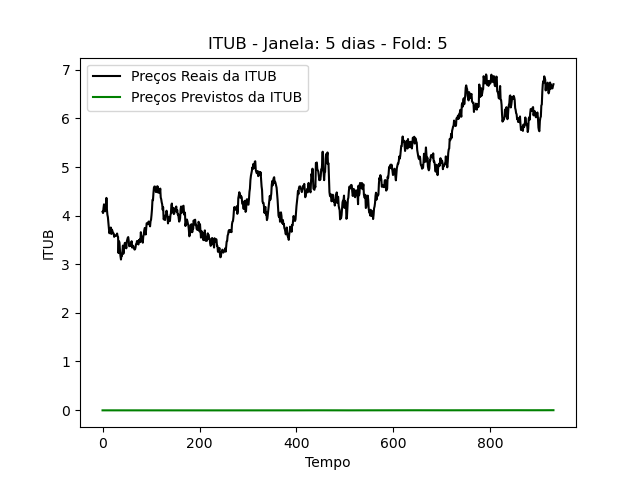 ITUB - Janela: 5 dias - Fold: 5
Preços Reais da ITUB
Preços Previstos da ITUB
7
6
5
4
3
2
1
0
ITUB
0 200 400 600 800
Tempo